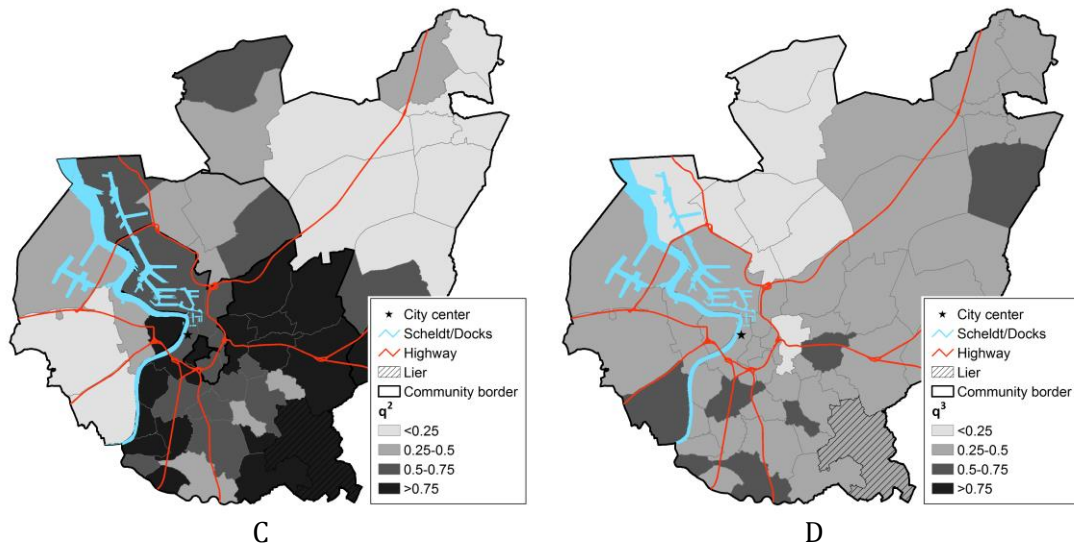 City center
Scheldt/Docks
Highway
Lier
Community border
q²
<0.25
0.25-0.5
0.5-0.75
>0.75
C
City center
Scheldt/Docks
Highway
Lier
Community border
q³
<0.25
0.25-0.5
0.5-0.75
>0.75
D